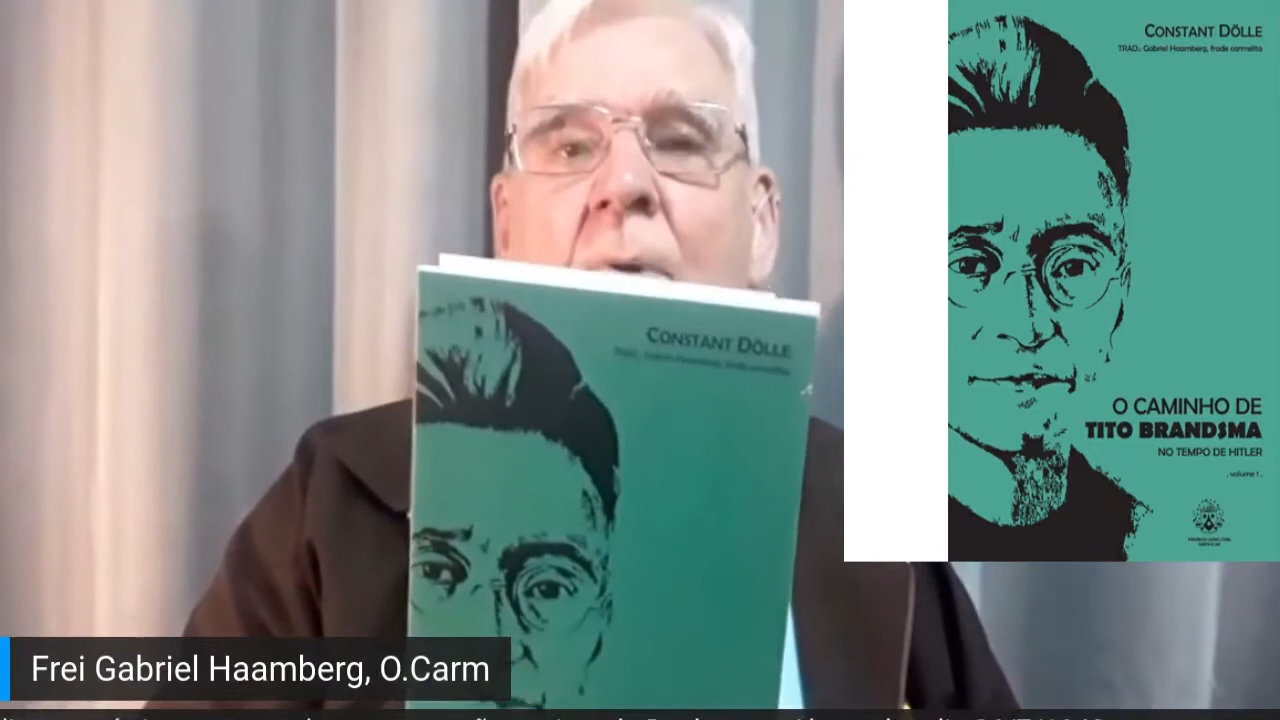 CONSTANT DÖLLE
TRAD.: Gabriel Haamberg, frade carmelita
O CAMINHO DE
TITO BRANDSMA
NO TEMPO DE HITLER
. volume I .
CONSTANT DÖLLE
Frei Gabriel Haamberg, O.Carm